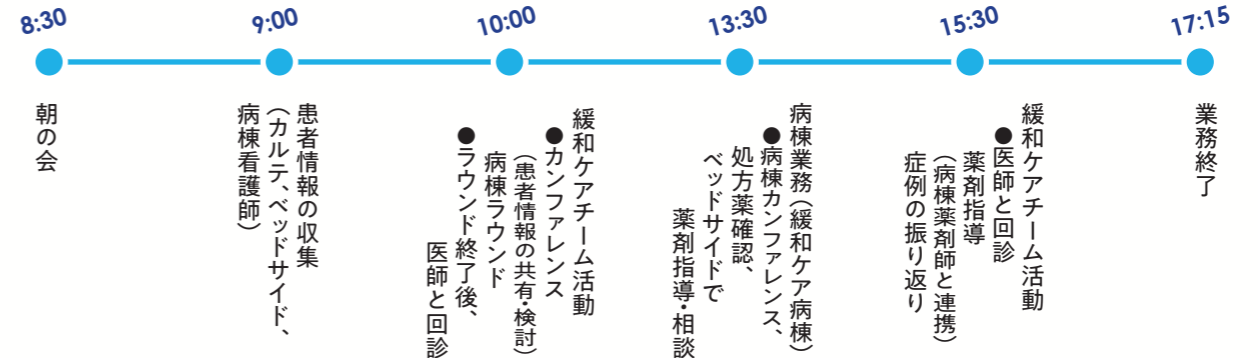 8:30
朝の会
9:00
患者情報の収集
（カルテ、ベッドサイド、
病棟看護師）
10:00
緩和ケアチーム活動
●カンファレンス
（患者情報の共有・検討）
病棟ラウンド
●ラウンド終了後、
医師と回診
13:30
病棟業務（緩和ケア病棟）
●病棟カンファレンス、
処方薬確認、
ベッドサイドで
薬剤指導・相談
15:30
緩和ケアチーム活動
●医師と回診
薬剤指導
（病棟薬剤師と連携）
症例の振り返り
17:15
業務終了